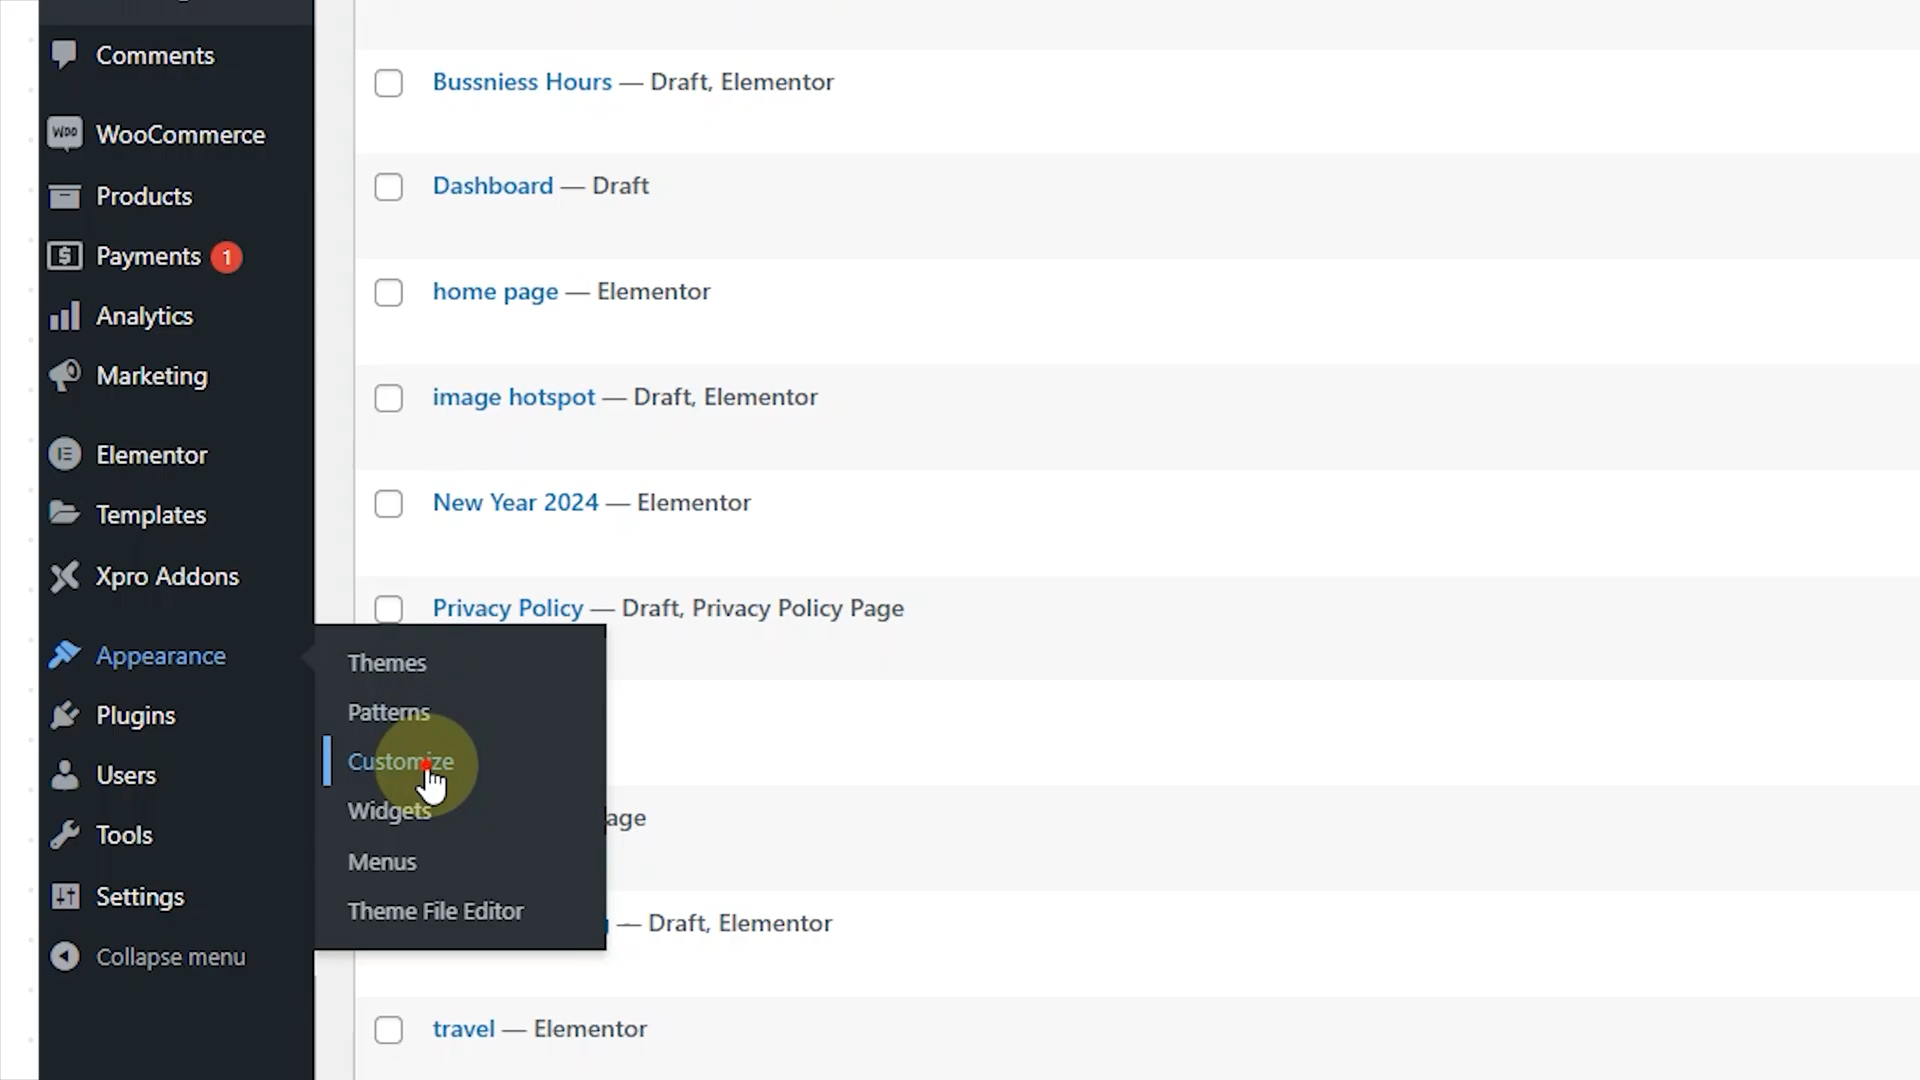 Comments
WOO WooCommerce
Products
Payments 1
Analytics
Marketing
Elementor
Templates
Xpro Addons
Appearance
Plugins
Users
Tools
Settings
Collapse menu
Themes
Patterns
Customize
Widgets
Menus
Theme File Editor
Bussniess Hours — Draft, Elementor
Dashboard — Draft
home page — Elementor
image hotspot — Draft, Elementor
New Year 2024 — Elementor
Privacy Policy — Draft, Privacy Policy Page
— Draft, Elementor
travel — Elementor